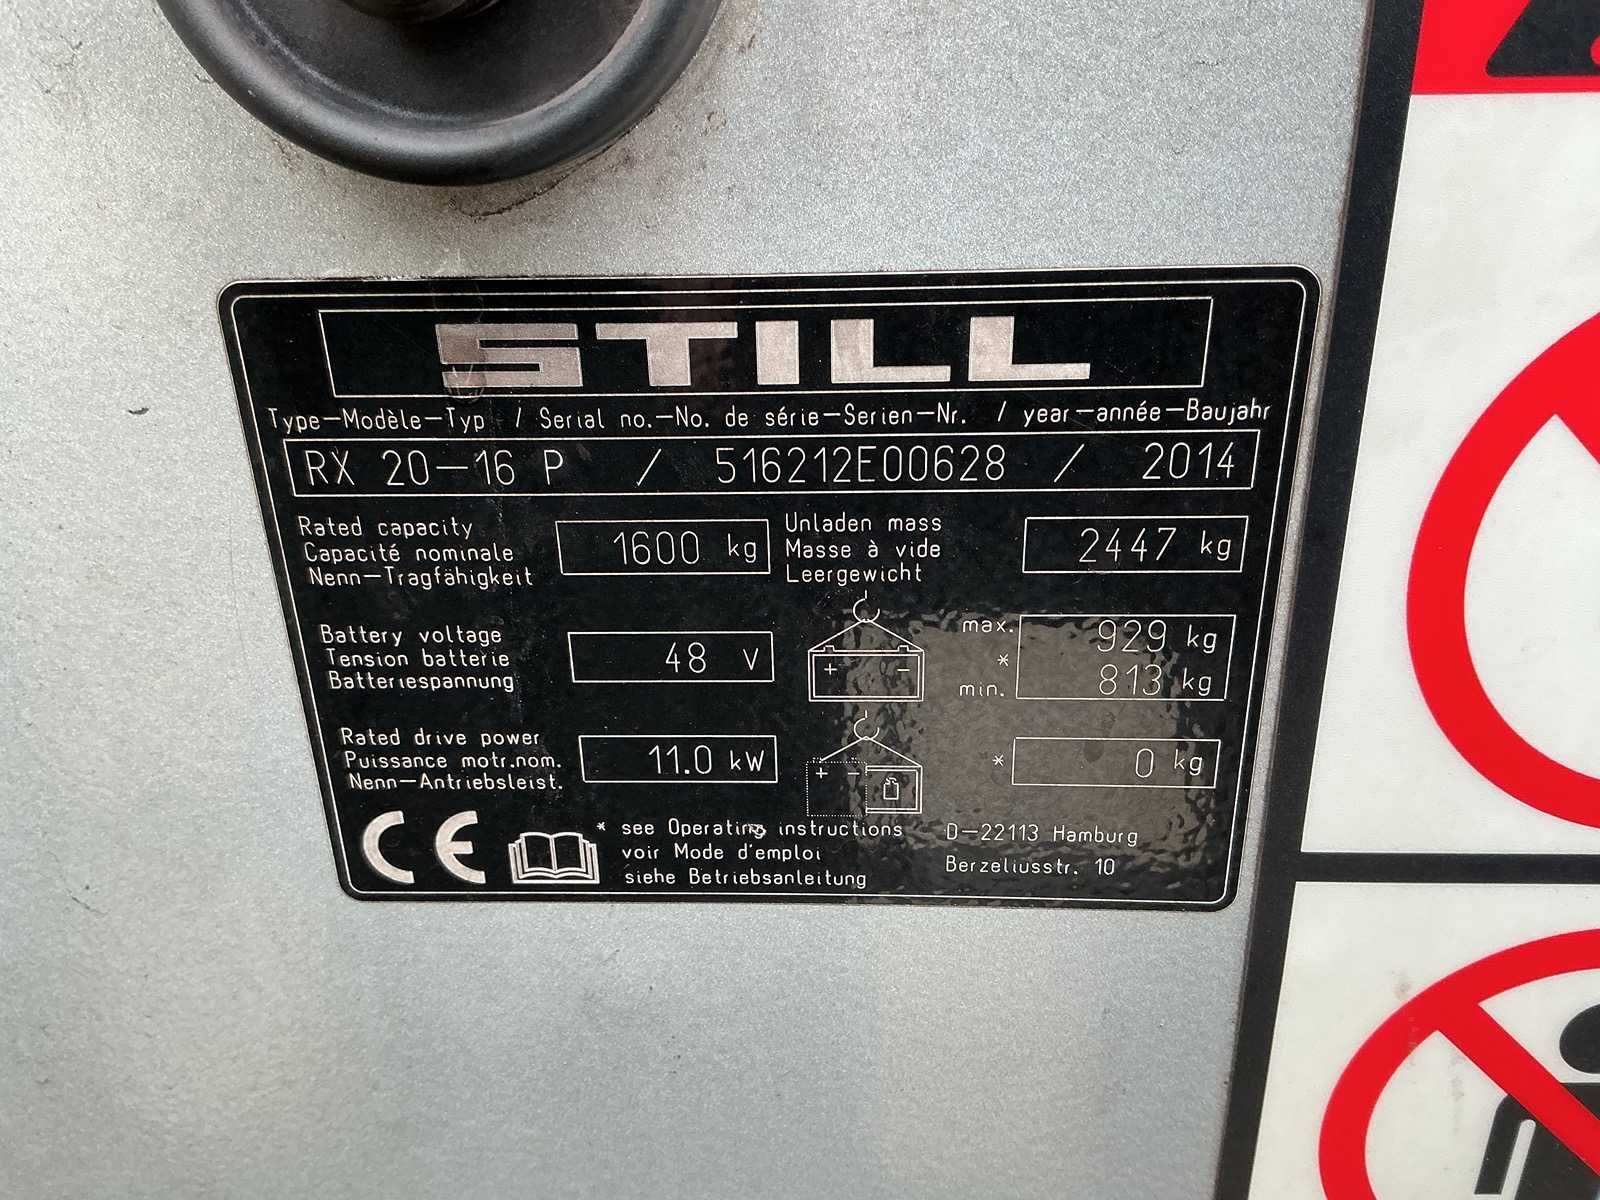 STILL
Type-Modèle-Typ / Serial no.-No. de série-Serien-Nr. / year-année-Baujahr
RX 20-16 P / 516212E00628 / 2014
Rated capacity
Capacité nominale
Nenn-Tragfähigkeit
1600 kg
Unladen mass
Masse à vide
Leergewicht
2447 kg
Battery voltage
Tension batterie
Batteriespannung
48 V
+ -
max. 929 kg
*
min. 813 kg
Rated drive power
Puissance motr.nom.
Nenn-Antriebsleist.
11.0 kW
+ -
* 0 kg
CE
* see Operating instructions
voir Mode d'emploi
siehe Betriebsanleitung
D-22113 Hamburg
Berzeliusstr. 10